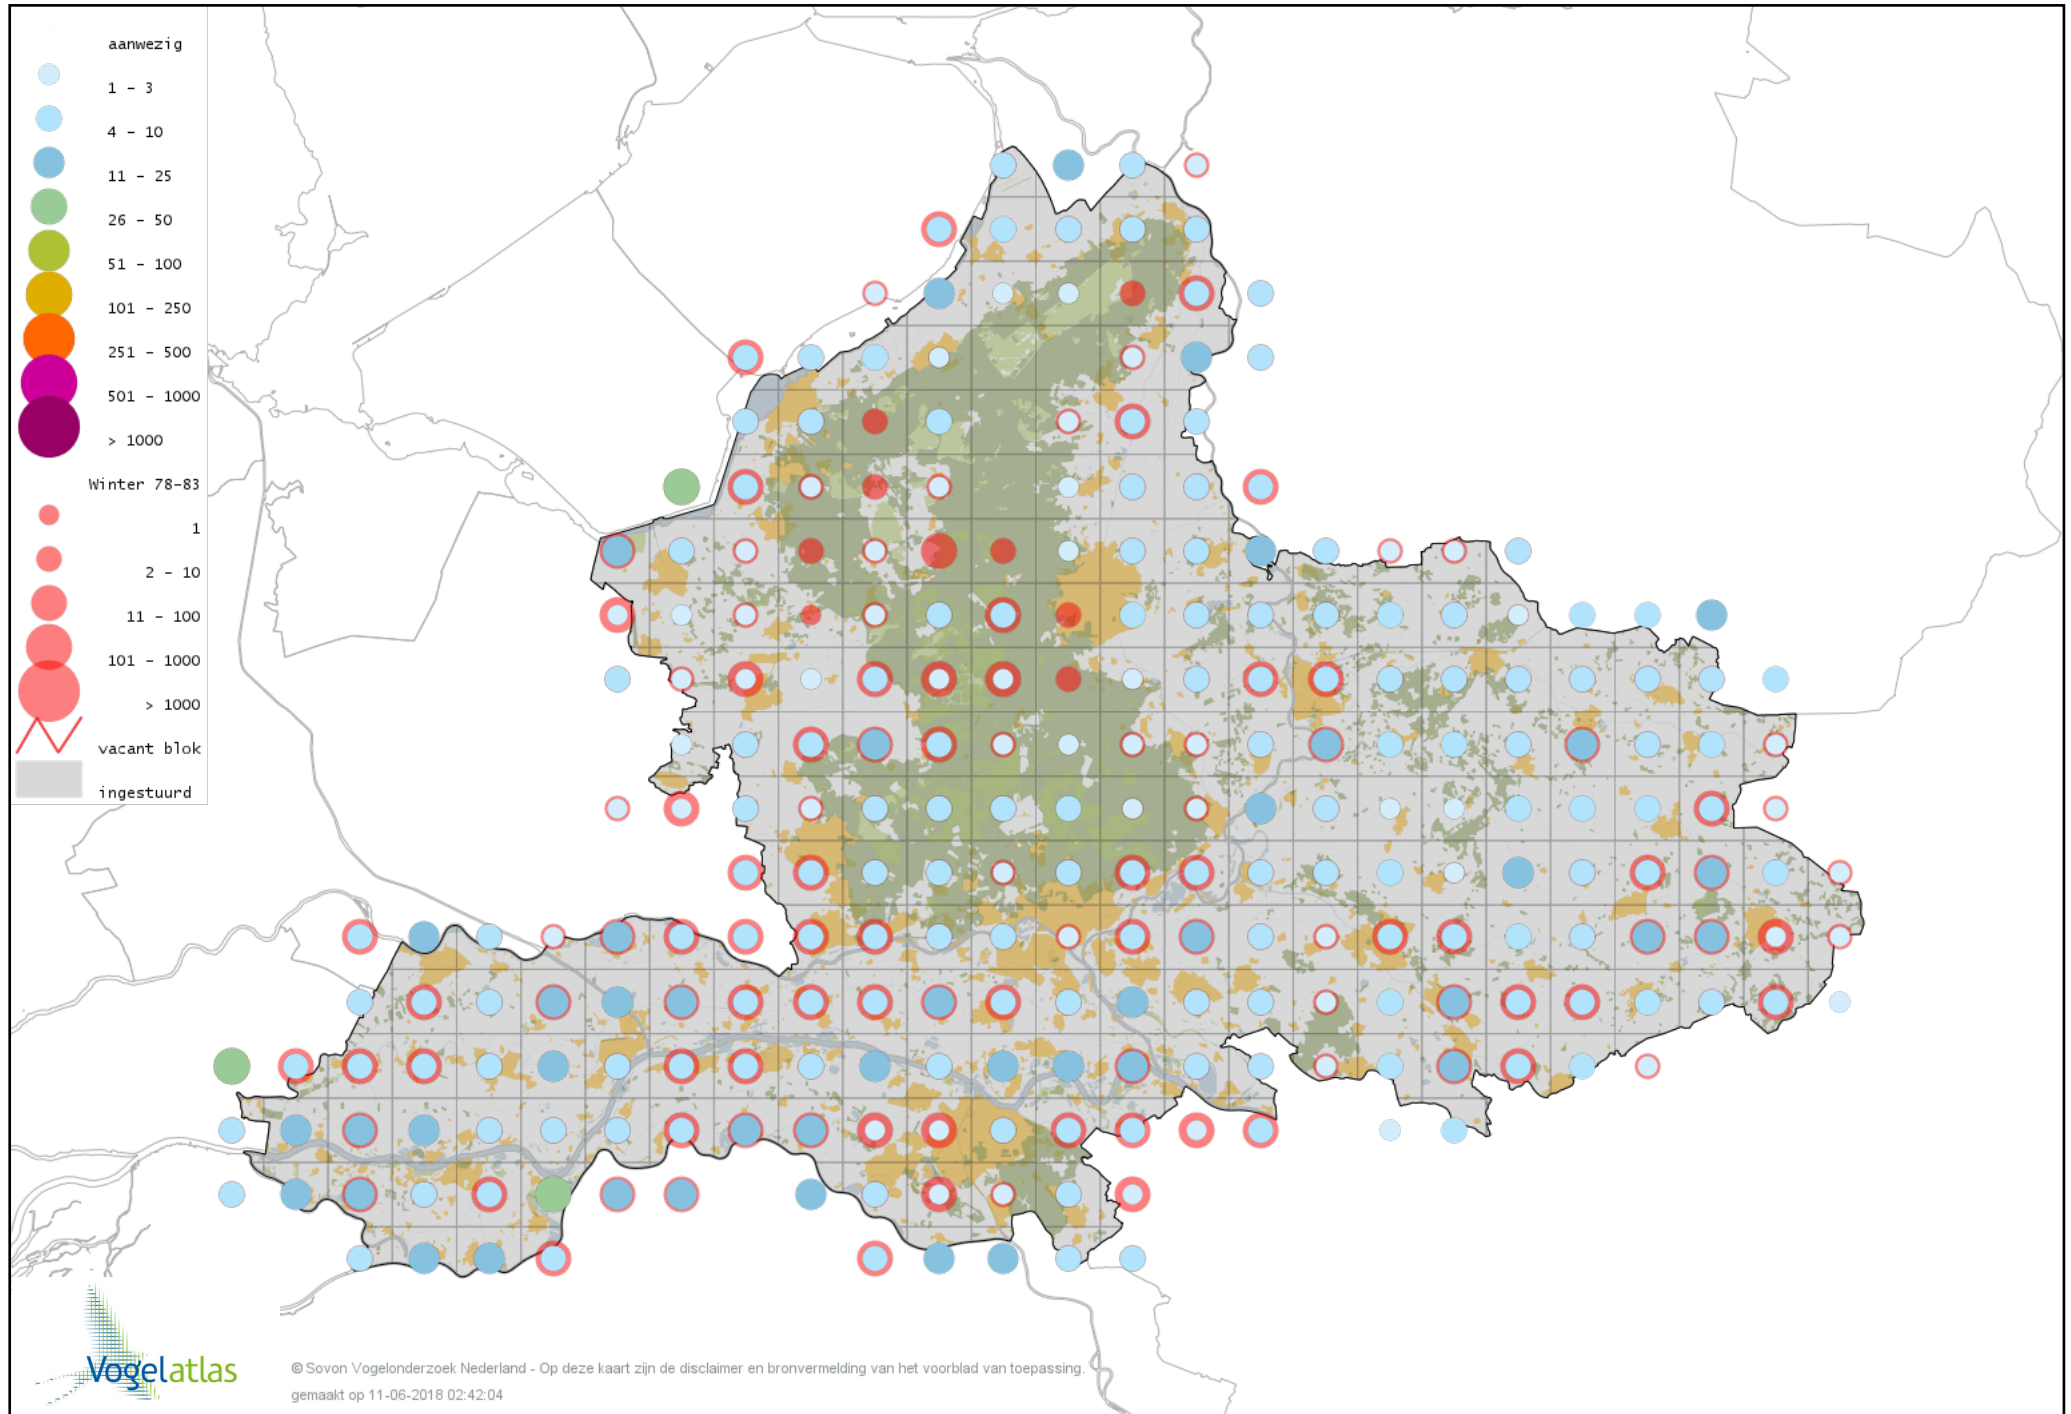 aanwezig
1 - 3
4 - 10
11 - 25
26 - 50
51 - 100
101 - 250
251 - 500
501 - 1000
> 1000
Winter 78-83
1
2 - 10
11 - 100
101 - 1000
> 1000
vacant blok
ingestuurd
Vogelatlas
© Sovon Vogelonderzoek Nederland - Op deze kaart zijn de disclaimer en bronvermelding van het voorblad van toepassing.
gemaakt op 11-06-2018 02:42:04